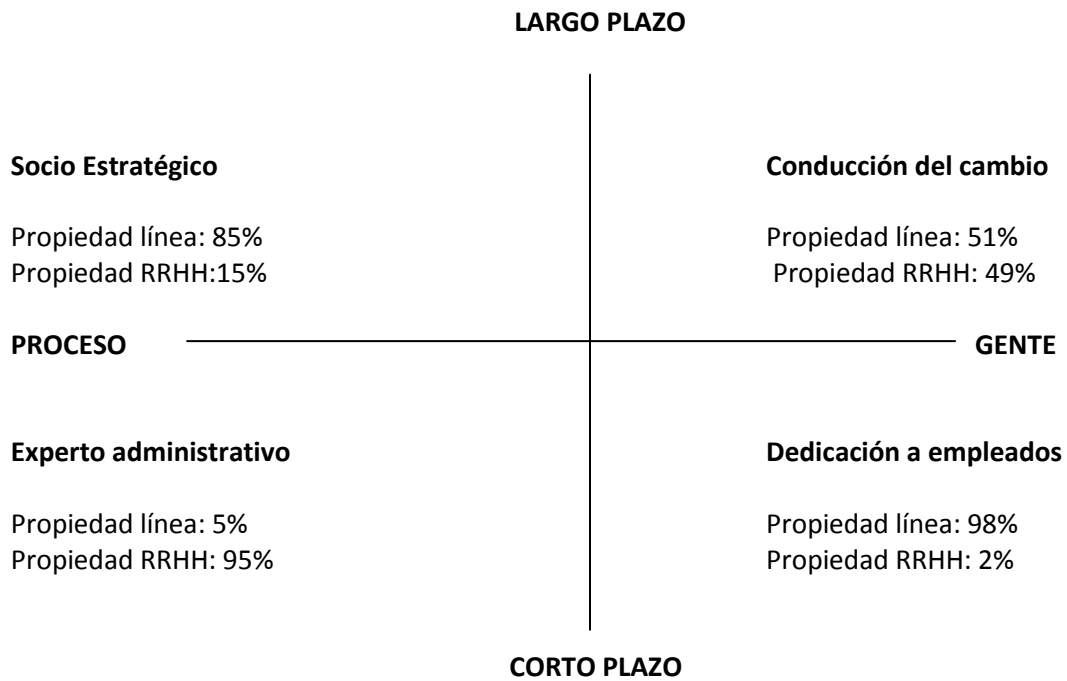 LARGO PLAZO
Socio Estratégico
Propiedad línea: 85%
Propiedad RRHH:15%
Conducción del cambio
Propiedad línea: 51%
Propiedad RRHH: 49%
PROCESO
GENTE
Experto administrativo
Propiedad línea: 5%
Propiedad RRHH: 95%
Dedicación a empleados
Propiedad línea: 98%
Propiedad RRHH: 2%
CORTO PLAZO